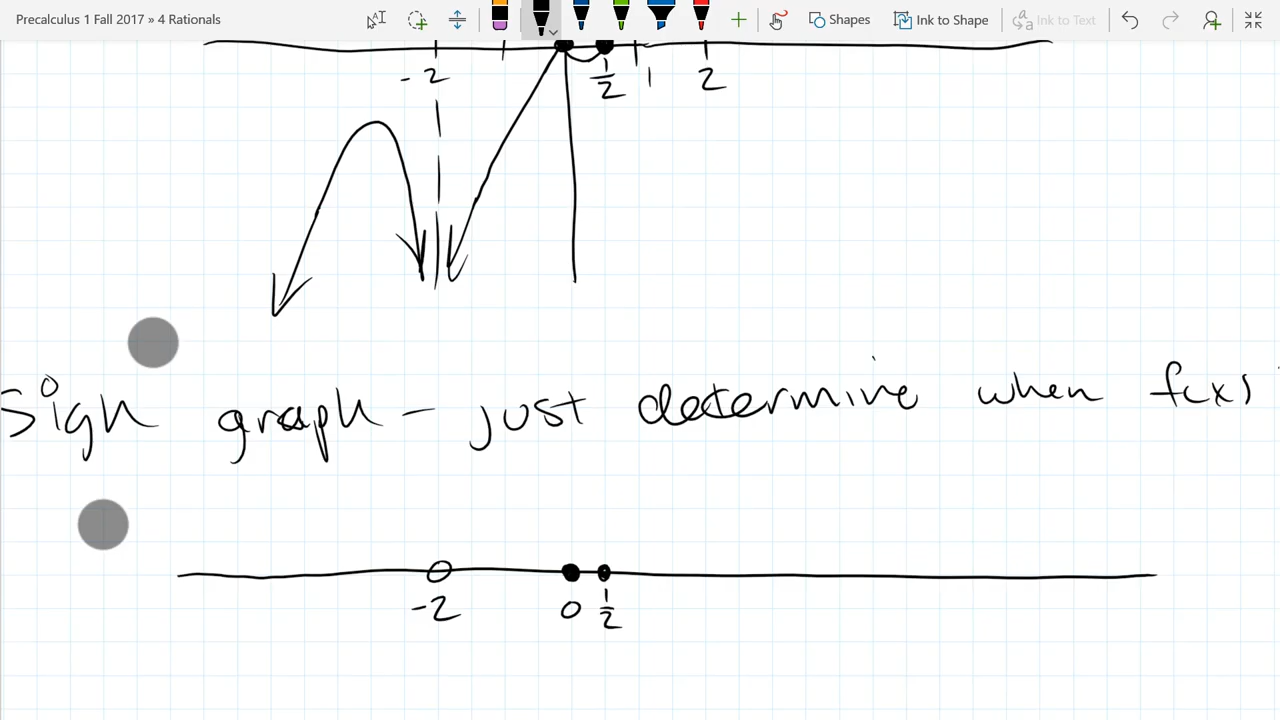 Precalculus 1 Fall 2017 » 4 Rationals
Shapes
Ink to Shape
Ink to Text
-2 1/2 1 2
Sign graph - just determine when f(x)
-2 0 1/2